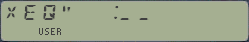 XEQ" :_ _
USER